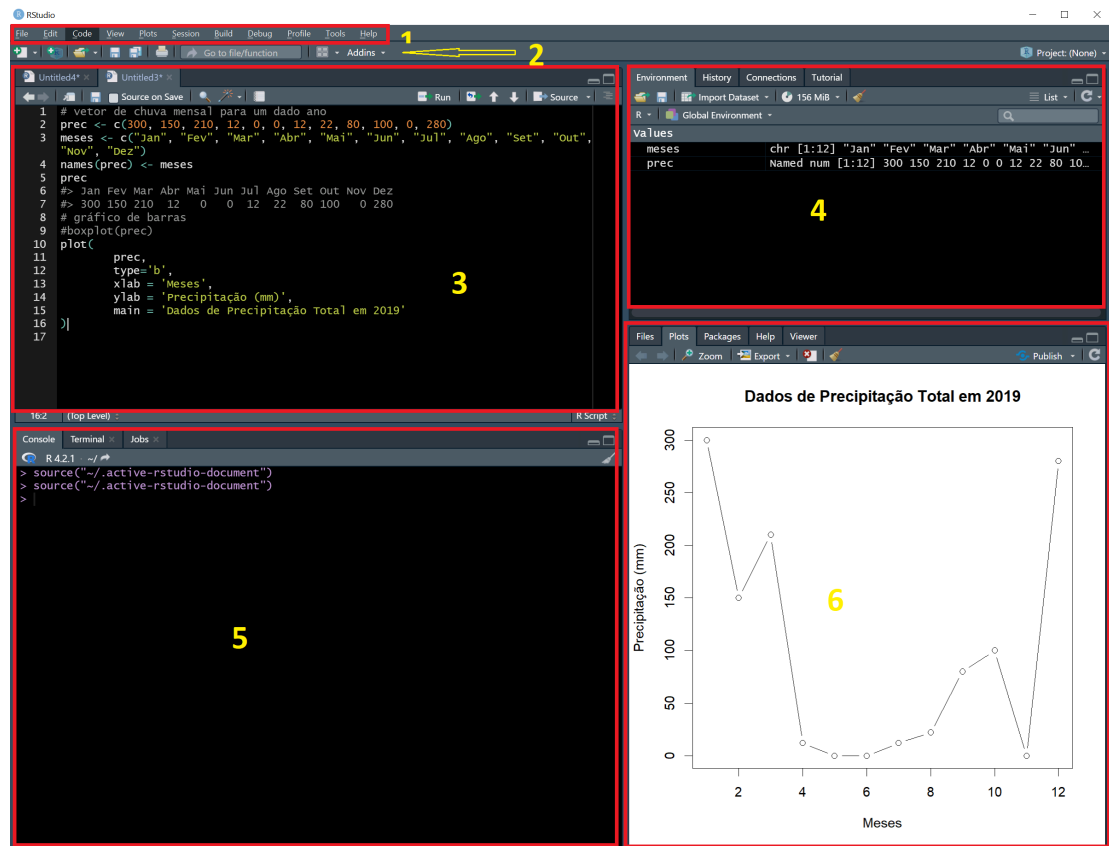 RStudio
File Edit Code View Plots Session Build Debug Profile Tools Help
1
Go to file/function
Addins
2
Project: (None)
Untitled4*
Untitled3*
Source on Save
Run
Source
1 # vetor de chuva mensal para um dado ano
2 prec <- c(300, 150, 210, 12, 0, 0, 12, 22, 80, 100, 0, 280)
3 meses <- c("Jan", "Fev", "Mar", "Abr", "Mai", "Jun", "Jul", "Ago", "Set", "Out",
"Nov", "Dez")
4 names(prec) <- meses
5 prec
6 #> Jan Fev Mar Abr Mai Jun Jul Ago Set Out Nov Dez
7 #> 300 150 210  12   0   0  12  22  80 100   0 280
8 # gráfico de barras
9 #boxplot(prec)
10 plot(
11 prec,
12 type='b',
13 xlab = 'Meses',
14 ylab = 'Precipitação (mm)',
15 main = 'Dados de Precipitação Total em 2019'
16 )
17
3
16:2 (Top Level) R Script
Environment History Connections Tutorial
Import Dataset 156 MiB List
R Global Environment
Values
meses chr [1:12] "Jan" "Fev" "Mar" "Abr" "Mai" "Jun" …
prec Named num [1:12] 300 150 210 12 0 0 12 22 80 10…
4
Console Terminal Jobs
R 4.2.1 · ~/
> source("~/.active-rstudio-document")
> source("~/.active-rstudio-document")
>
5
Files Plots Packages Help Viewer
Zoom Export Publish
Dados de Precipitação Total em 2019
Precipitação (mm)
300
250
200
150
100
50
0
6
2 4 6 8 10 12
Meses